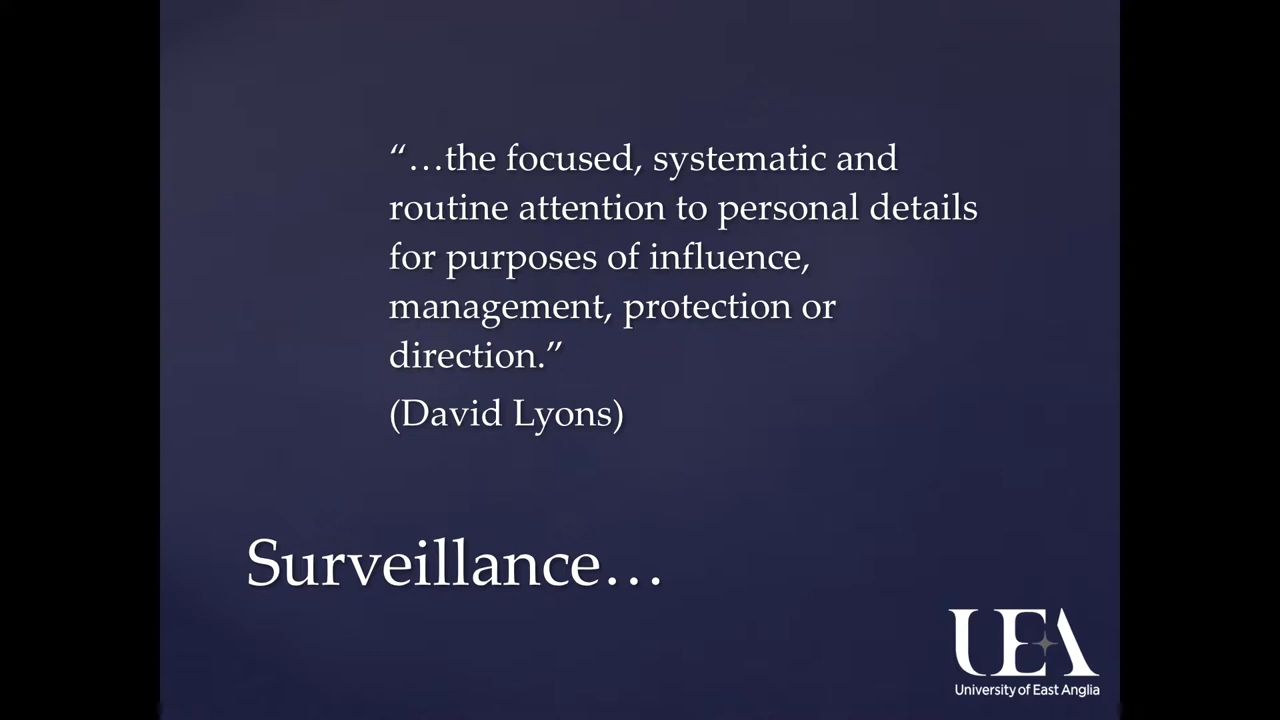 “…the focused, systematic and
routine attention to personal details
for purposes of influence,
management, protection or
direction.”
(David Lyons)
Surveillance…
UEA
University of East Anglia